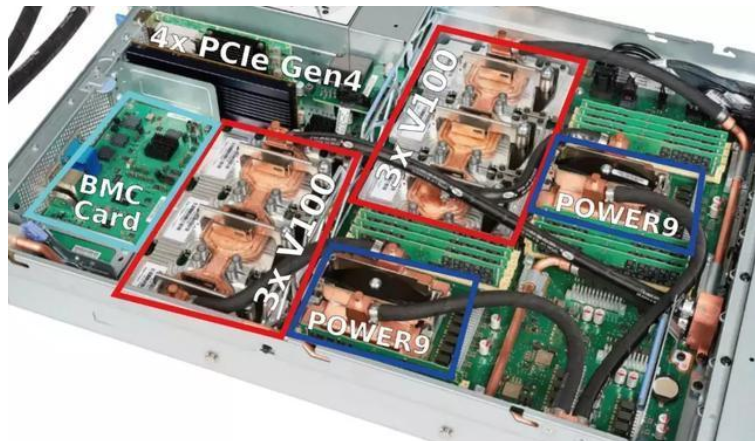 4x PCIe Gen4
3x V100
BMC
Card
3x V100
POWER9
POWER9